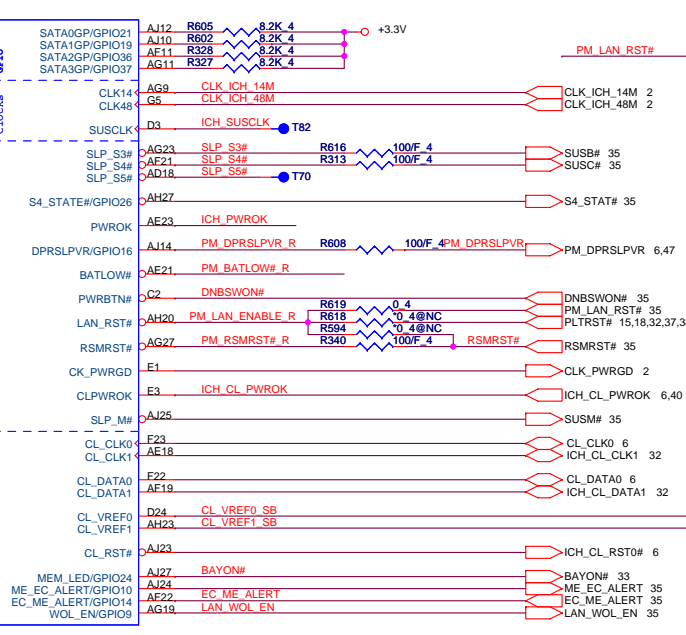 SATA0GP/GPIO21 AJ12 R605 8.2K_4 +3.3V
SATA1GP/GPIO19 AJ10 R602 8.2K_4
SATA2GP/GPIO36 AF11 R328 8.2K_4
SATA3GP/GPIO37 AG11 R327 8.2K_4
PM_LAN_RST#
CLK14 AG9 CLK_ICH_14M CLK_ICH_14M 2
CLK48 G5 CLK_ICH_48M CLK_ICH_48M 2
SUSCLK D3 ICH_SUSCLK T82
SLP_S3# AG23 SLP_S3# R616 100/F_4 SUSB# 35
SLP_S4# AF21 SLP_S4# R313 100/F_4 SUSC# 35
SLP_S5# AD18 SLP_S5# T70
S4_STATE#/GPIO26 AH27 S4_STAT# 35
PWROK AE23 ICH_PWROK
DPRSLPVR/GPIO16 AJ14 PM_DPRSLPVR_R R608 100/F_4 PM_DPRSLPVR PM_DPRSLPVR 6,47
BATLOW# AE21 PM_BATLOW#_R
PWRBTN# C2 DNBSWON# DNBSWON# 35
R619 0_4 PM_LAN_RST# 35
LAN_RST# AH20 PM_LAN_ENABLE_R R618 *0_4@NC PLTRST# 15,18,32,37,3
R594 *0_4@NC
RSMRST# AG27 PM_RSMRST#_R R340 100/F_4 RSMRST# RSMRST# 35
CK_PWRGD E1 CLK_PWRGD 2
CLPWROK E3 ICH_CL_PWROK ICH_CL_PWROK 6,40
SLP_M# AJ25 SUSM# 35
CL_CLK0 F23 CL_CLK0 6
CL_CLK1 AE18 ICH_CL_CLK1 32
CL_DATA0 F22 CL_DATA0 6
CL_DATA1 AF19 ICH_CL_DATA1 32
CL_VREF0 D24 CL_VREF0_SB
CL_VREF1 AH23 CL_VREF1_SB
CL_RST# AJ23 ICH_CL_RST0# 6
MEM_LED/GPIO24 AJ27 BAYON# BAYON# 33
ME_EC_ALERT/GPIO10 AJ24 ME_EC_ALERT 35
EC_ME_ALERT/GPIO14 AF22 EC_ME_ALERT EC_ME_ALERT 35
WOL_EN/GPIO9 AG19 LAN_WOL_EN LAN_WOL_EN 35